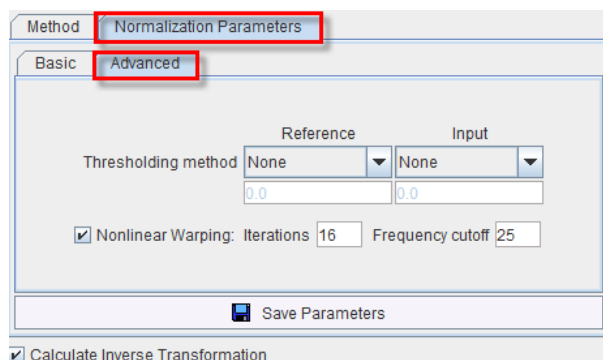 Method Normalization Parameters
Basic Advanced
Reference Input
Thresholding method None None
0.0 0.0
Nonlinear Warping: Iterations 16 Frequency cutoff 25
Save Parameters
Calculate Inverse Transformation